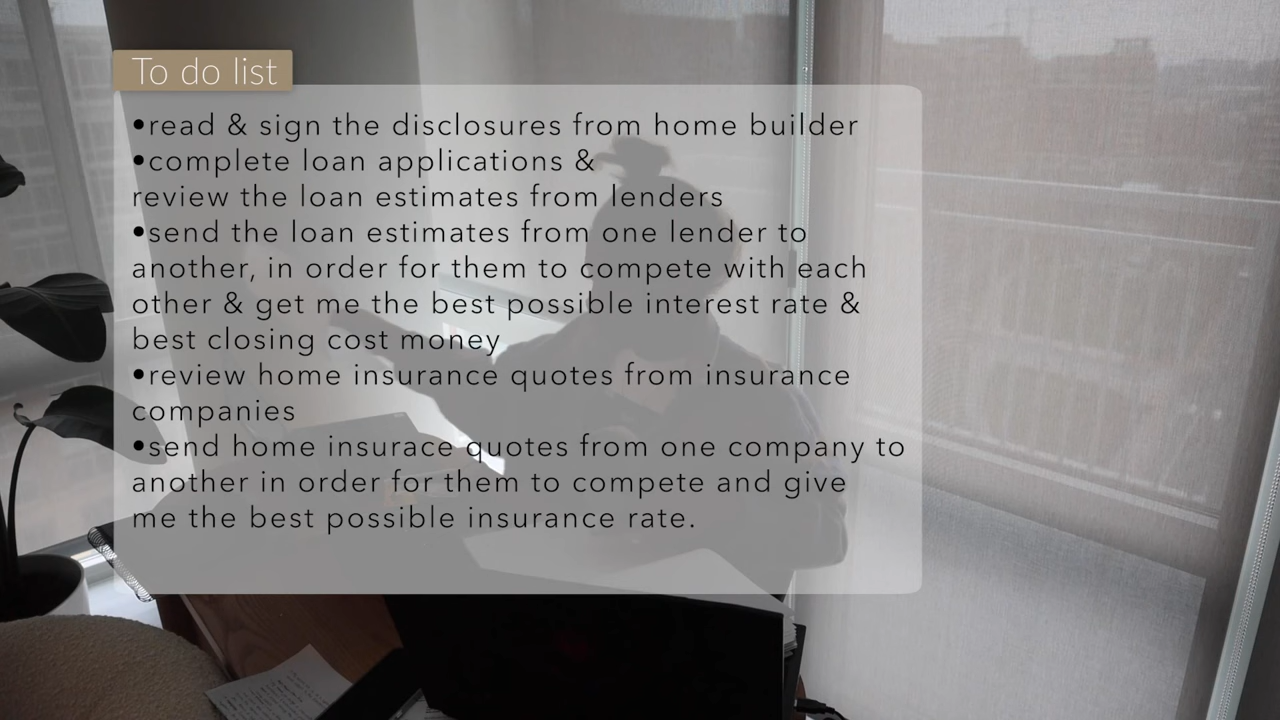 To do list
•read & sign the disclosures from home builder
•complete loan applications &
review the loan estimates from lenders
•send the loan estimates from one lender to
another, in order for them to compete with each
other & get me the best possible interest rate &
best closing cost money
•review home insurance quotes from insurance
companies
•send home insurace quotes from one company to
another in order for them to compete and give
me the best possible insurance rate.